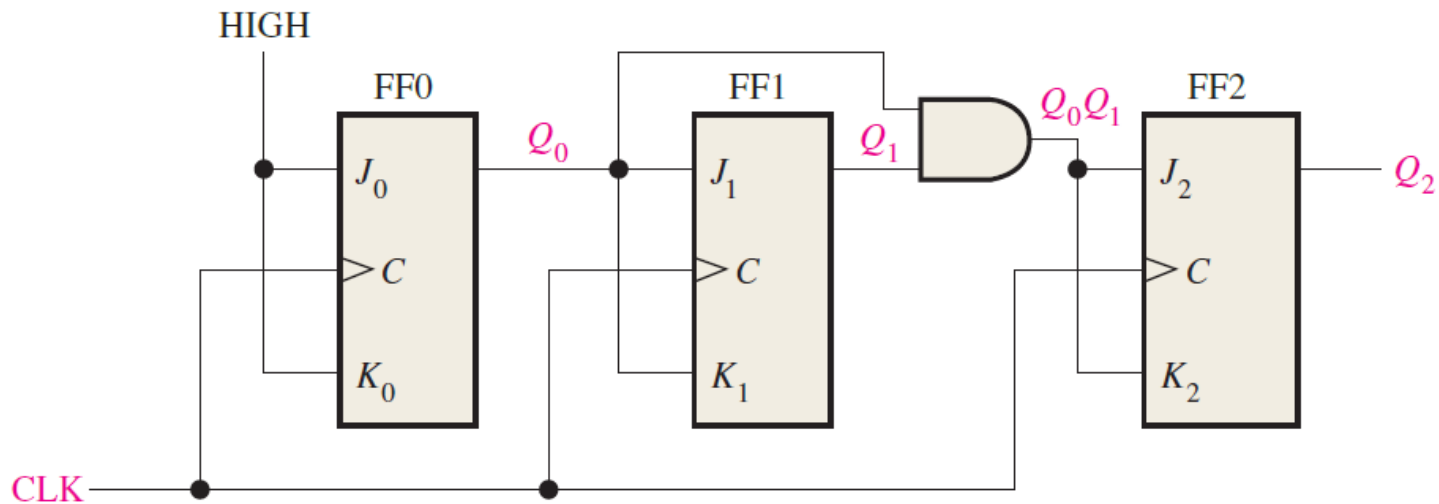 HIGH
FF0 FF1 FF2
Q₀ Q₁ Q₀Q₁
J₀ J₁ J₂ Q₂
C C C
K₀ K₁ K₂
CLK